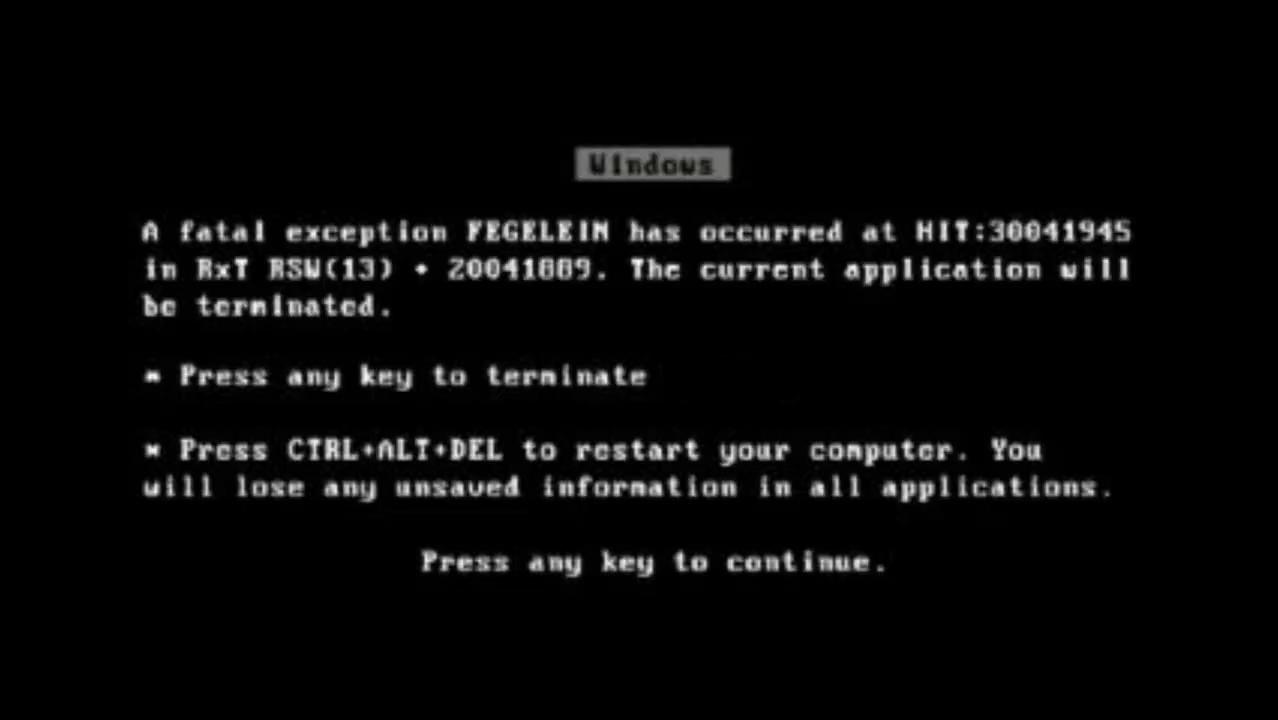 Windows
A fatal exception FEGELEIN has occurred at HIT:30041945
in RxT RSW(13) + 20041889. The current application will
be terminated.
* Press any key to terminate
* Press CTRL+ALT+DEL to restart your computer. You
will lose any unsaved information in all applications.
Press any key to continue.